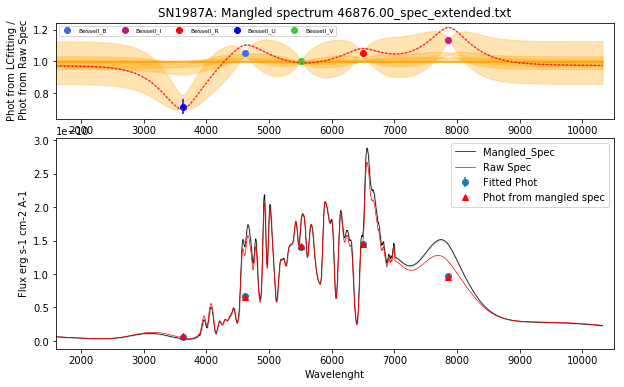 SN1987A: Mangled spectrum 46876.00_spec_extended.txt
Phot from LCfitting /
Phot from Raw Spec
1.2
1.0
0.8
Bessell_B
Bessell_I
Bessell_R
Bessell_U
Bessell_V
2000 3000 4000 5000 6000 7000 8000 9000 10000
Flux erg s-1 cm-2 A-1
3.0
2.5
2.0
1.5
1.0
0.5
0.0
Mangled_Spec
Raw Spec
Fitted Phot
Phot from mangled spec
2000 3000 4000 5000 6000 7000 8000 9000 10000
Wavelenght